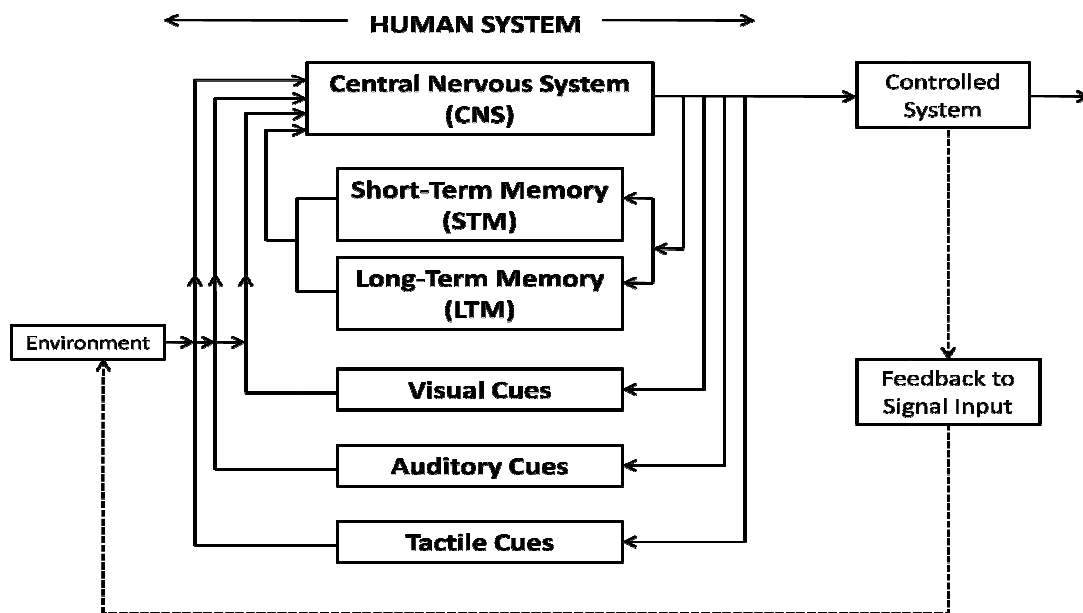 HUMAN SYSTEM
Central Nervous System
(CNS)
Controlled
System
Short-Term Memory
(STM)
Long-Term Memory
(LTM)
Environment
Visual Cues
Feedback to
Signal Input
Auditory Cues
Tactile Cues